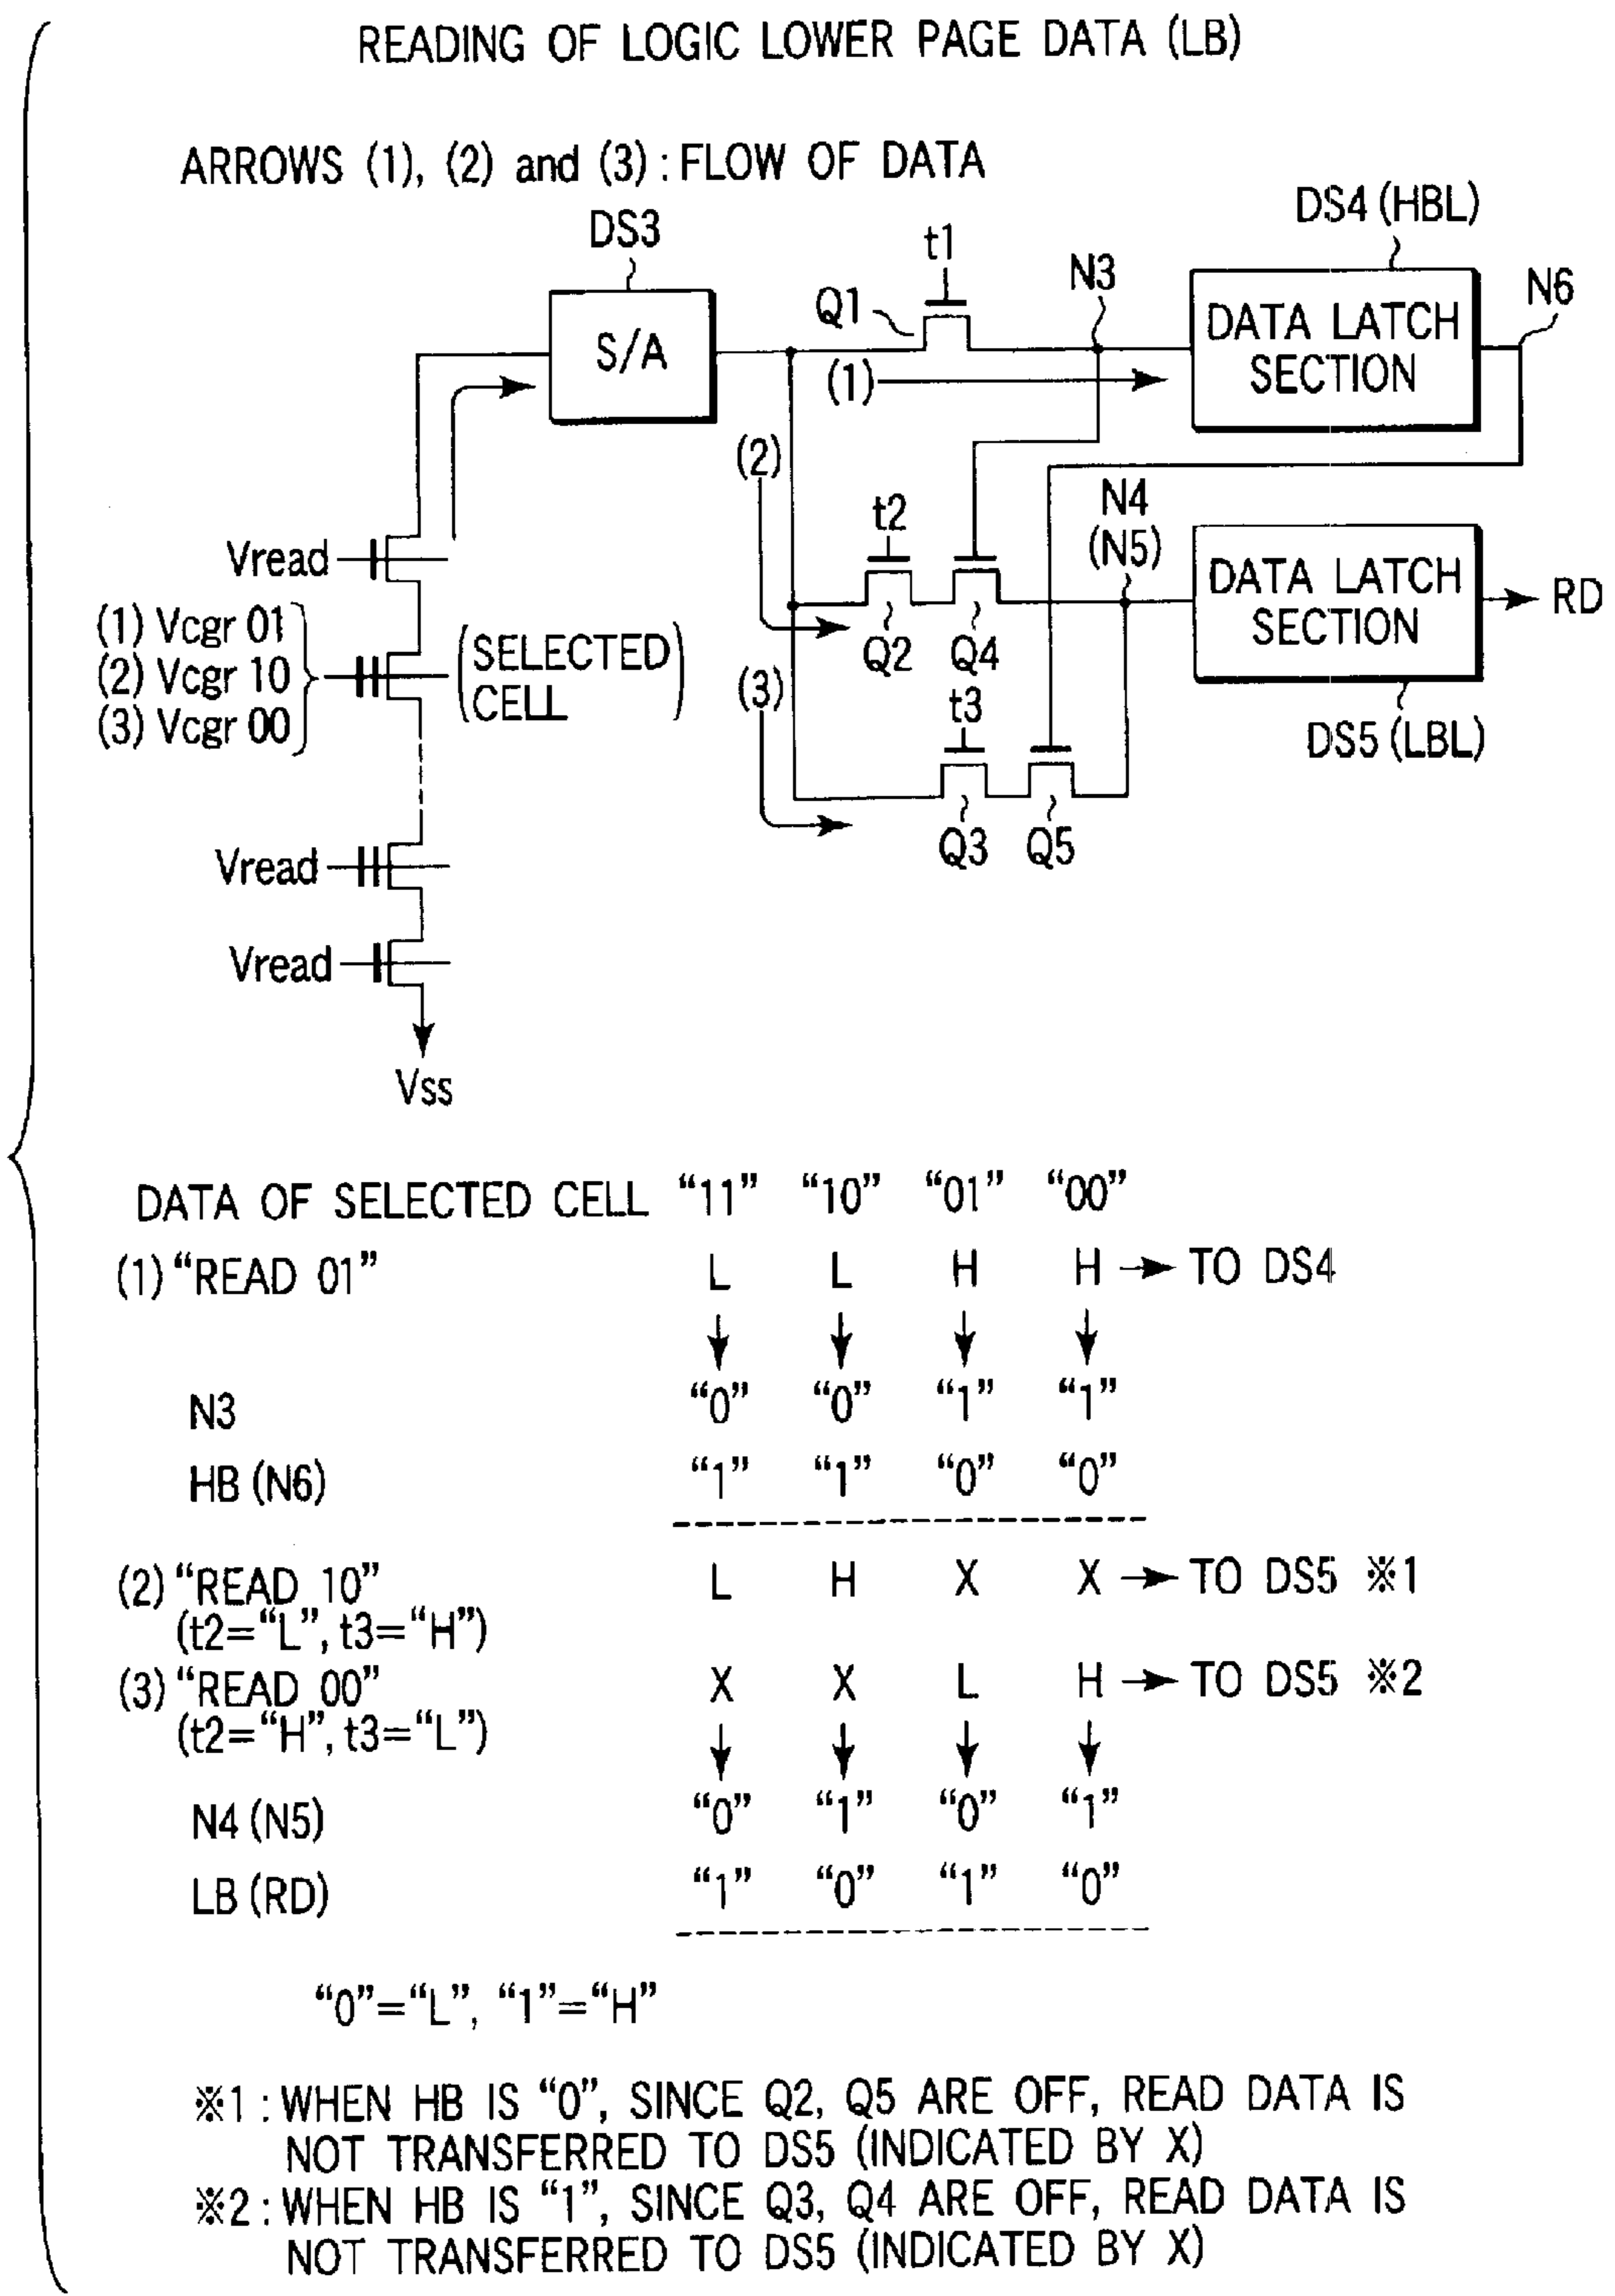 READING OF LOGIC LOWER PAGE DATA (LB)
ARROWS (1), (2) and (3) : FLOW OF DATA
DS3
t1
DS4 (HBL)
Q1
N3
N6
S/A
DATA LATCH
SECTION
(1)
(2)
t2
N4
(N5)
Vread
DATA LATCH
SECTION
RD
(1) Vcgr 01
(2) Vcgr 10
(3) Vcgr 00
(SELECTED
CELL)
Q2
Q4
(3)
t3
DS5 (LBL)
Q3
Q5
Vread
Vread
Vss
DATA OF SELECTED CELL “11” “10” “01” “00”
(1) “READ 01” L L H H → TO DS4
↓ ↓ ↓ ↓
N3 “0” “0” “1” “1”
HB (N6) “1” “1” “0” “0”
(2) “READ 10” L H X X → TO DS5 ※1
(t2=“L”, t3=“H”)
(3) “READ 00” X X L H → TO DS5 ※2
(t2=“H”, t3=“L”)
↓ ↓ ↓ ↓
N4 (N5) “0” “1” “0” “1”
LB (RD) “1” “0” “1” “0”
“0”=“L”, “1”=“H”
※1 : WHEN HB IS “0”, SINCE Q2, Q5 ARE OFF, READ DATA IS
NOT TRANSFERRED TO DS5 (INDICATED BY X)
※2 : WHEN HB IS “1”, SINCE Q3, Q4 ARE OFF, READ DATA IS
NOT TRANSFERRED TO DS5 (INDICATED BY X)